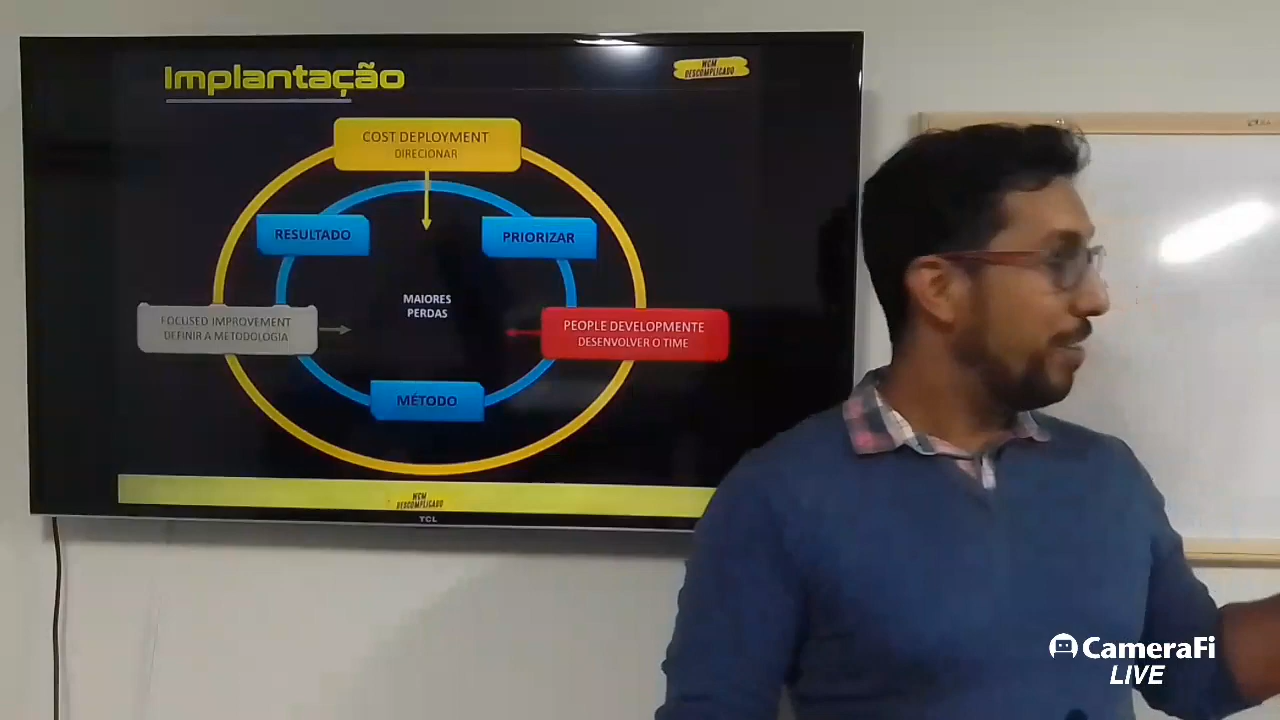 Implantação
WCM
DESCOMPLICADO
COST DEPLOYMENT
DIRECIONAR
RESULTADO
PRIORIZAR
MAIORES
PERDAS
FOCUSED IMPROVEMENT
DEFINIR A METODOLOGIA
PEOPLE DEVELOPMENTE
DESENVOLVER O TIME
MÉTODO
WCM
DESCOMPLICADO
TCL
CameraFi
LIVE